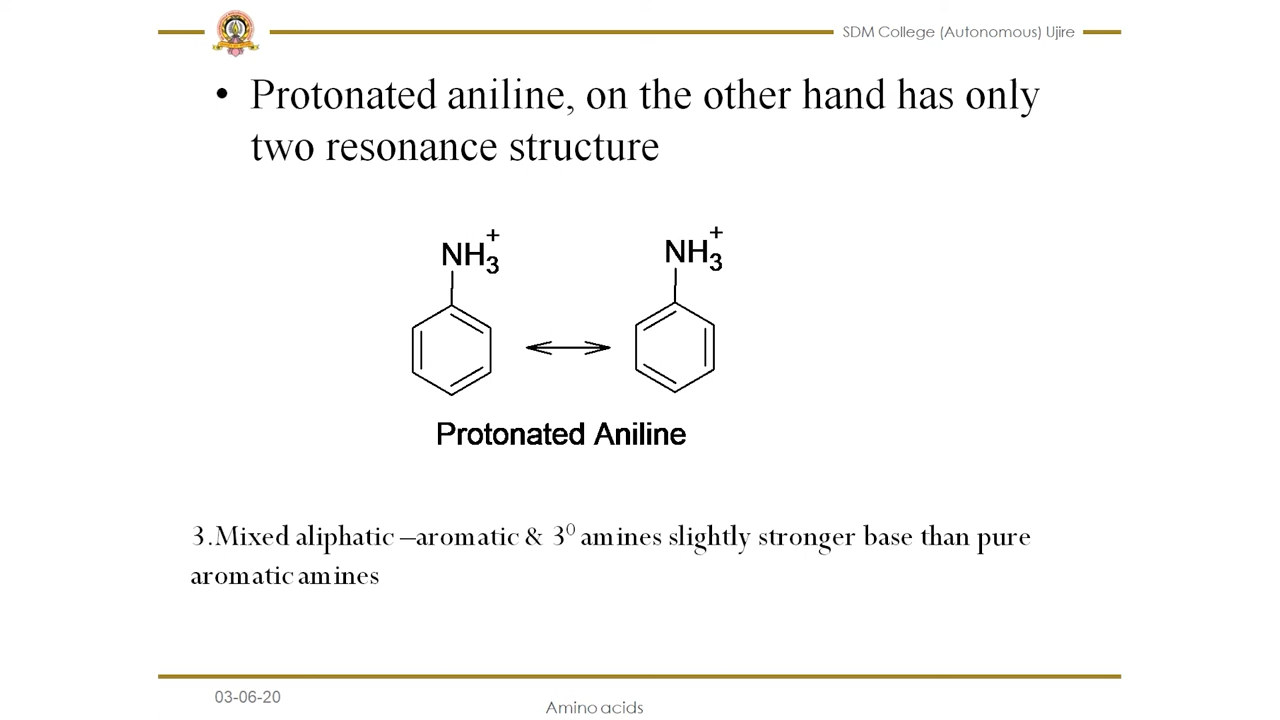 SDM College (Autonomous) Ujire
• Protonated aniline, on the other hand has only
two resonance structure
NH3+ NH3+
Protonated Aniline
3.Mixed aliphatic –aromatic & 3⁰ amines slightly stronger base than pure
aromatic amines
03-06-20
Amino acids